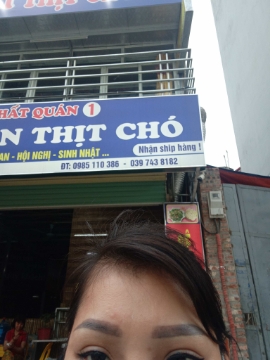 THỊT CHÓ
NHẤT QUÁN 1
N THỊT CHÓ
AN - HỘI NGHỊ - SINH NHẬT ...
Nhận ship hàng !
ĐT: 0985 110 386 - 039 743 8182